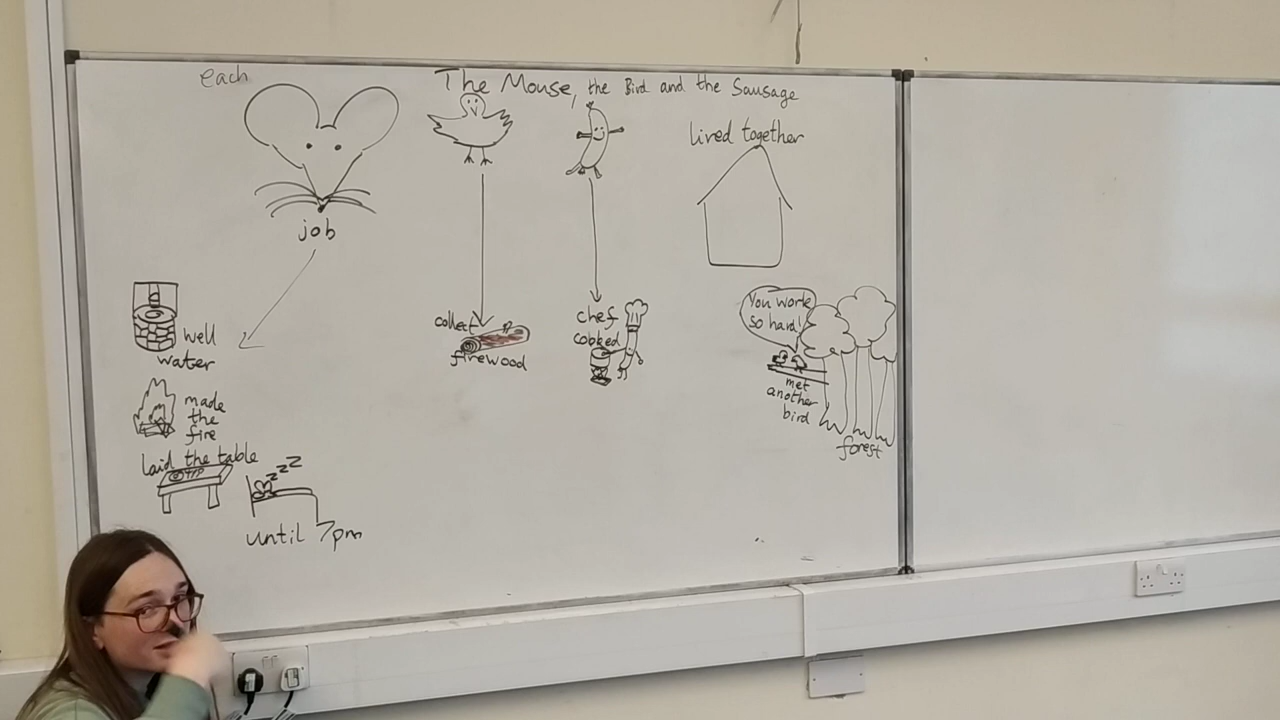 each
The Mouse, the Bird and the Sausage
lived together
job
well
water
made
the
fire
laid the table
zzzz
until 7pm
collect
firewood
chef
cooked
You work
so hard!
met
another
bird
forest